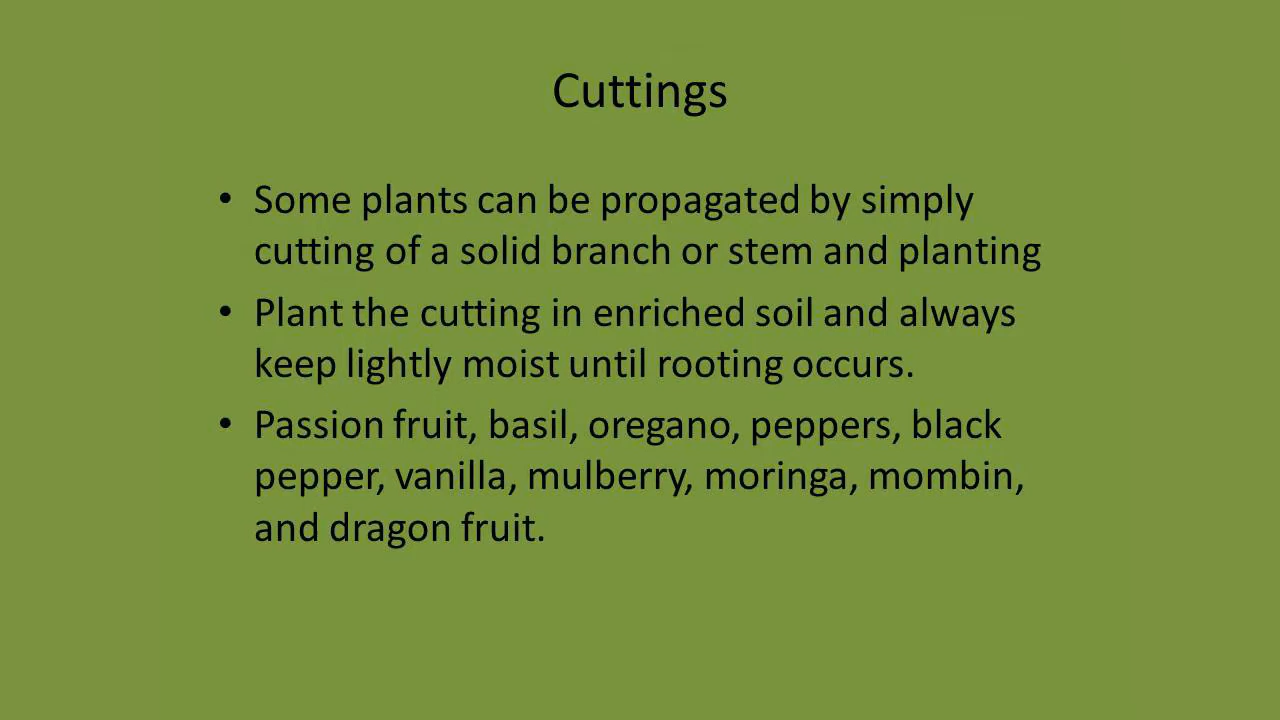 Cuttings
• Some plants can be propagated by simply
cutting of a solid branch or stem and planting
• Plant the cutting in enriched soil and always
keep lightly moist until rooting occurs.
• Passion fruit, basil, oregano, peppers, black
pepper, vanilla, mulberry, moringa, mombin,
and dragon fruit.